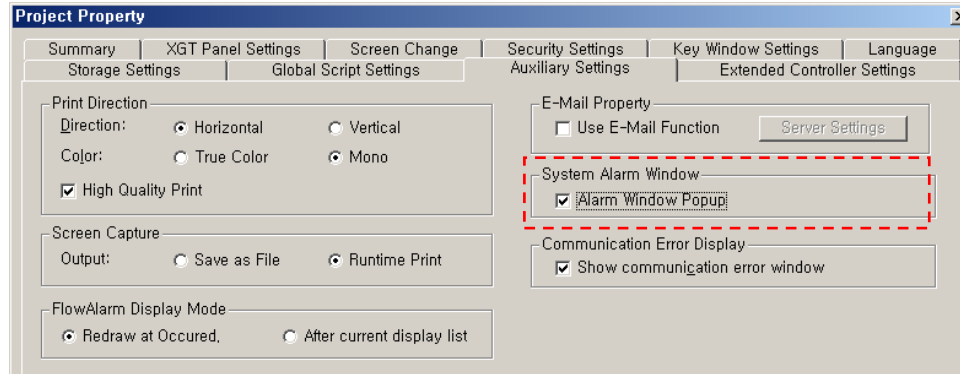 Project Property
Summary XGT Panel Settings Screen Change Security Settings Key Window Settings Language
Storage Settings Global Script Settings Auxiliary Settings Extended Controller Settings
Print Direction
Direction: Horizontal Vertical
Color: True Color Mono
High Quality Print
Screen Capture
Output: Save as File Runtime Print
FlowAlarm Display Mode
Redraw at Occured, After current display list
E-Mail Property
Use E-Mail Function Server Settings
System Alarm Window
Alarm Window Popup
Communication Error Display
Show communication error window